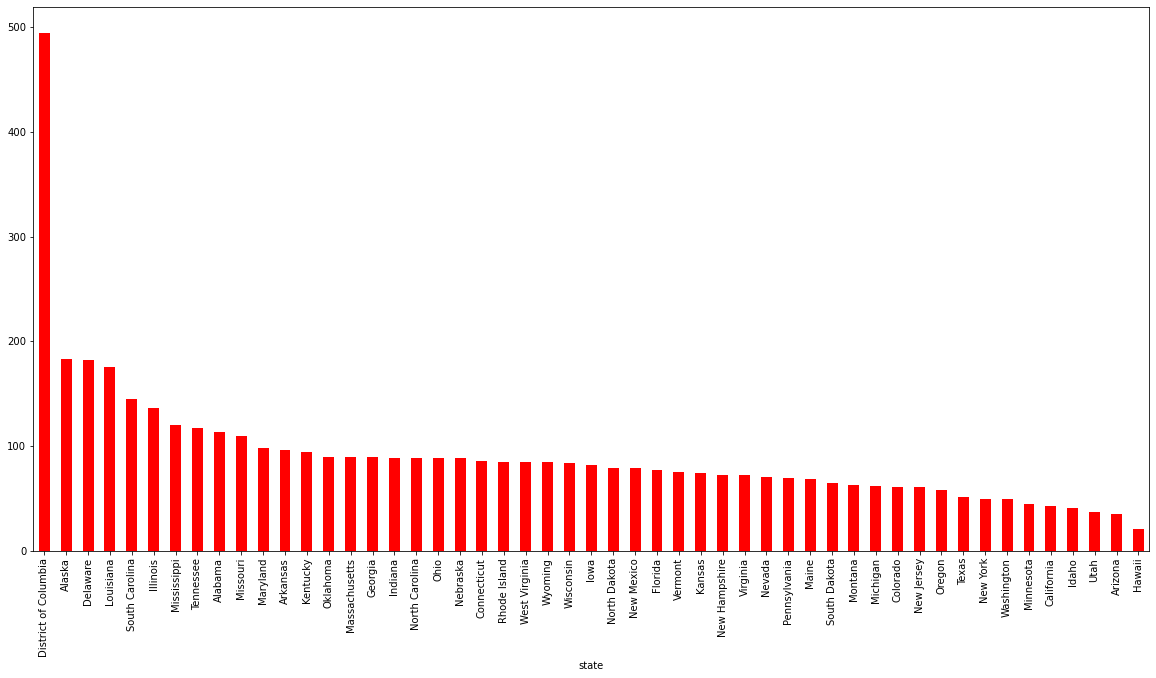 500
400
300
200
100
0
District of Columbia
Alaska
Delaware
Louisiana
South Carolina
Illinois
Mississippi
Tennessee
Alabama
Missouri
Maryland
Arkansas
Kentucky
Oklahoma
Massachusetts
Georgia
Indiana
North Carolina
Ohio
Nebraska
Connecticut
Rhode Island
West Virginia
Wyoming
Wisconsin
Iowa
North Dakota
New Mexico
Florida
Vermont
Kansas
New Hampshire
Virginia
Nevada
Pennsylvania
Maine
South Dakota
Montana
Michigan
Colorado
New Jersey
Oregon
Texas
New York
Washington
Minnesota
California
Idaho
Utah
Arizona
Hawaii
state